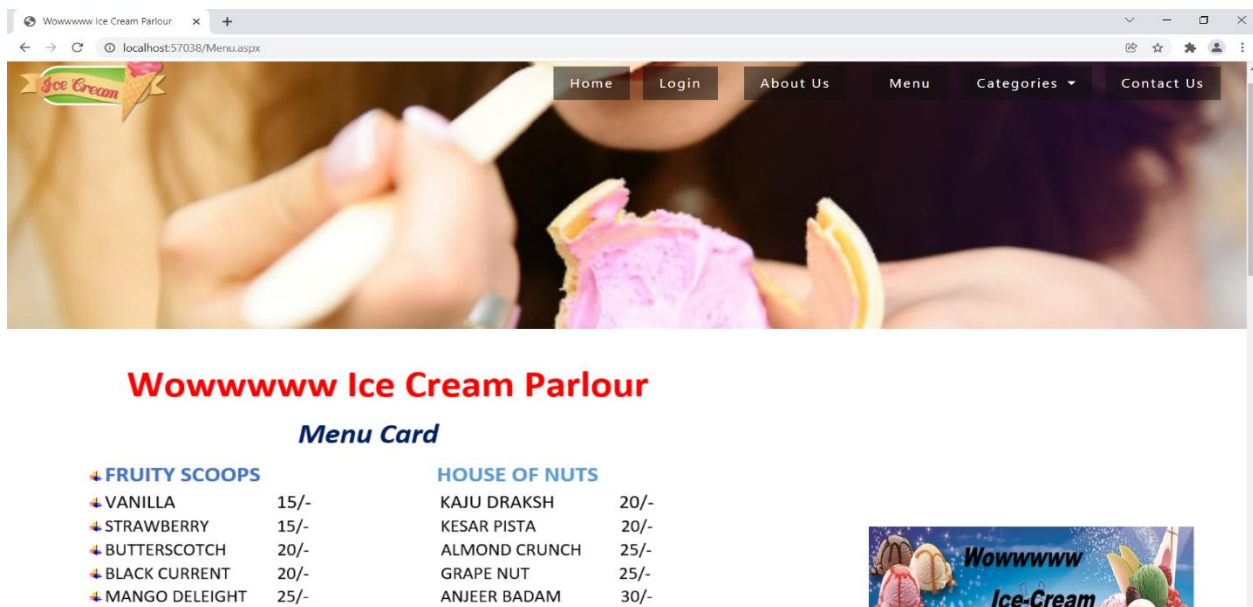 Wowwwww Ice Cream Parlour
localhost:57038/Menu.aspx
Ice Cream
Home Login About Us Menu Categories Contact Us
Wowwwww Ice Cream Parlour
Menu Card
FRUITY SCOOPS HOUSE OF NUTS
VANILLA 15/- KAJU DRAKSH 20/-
STRAWBERRY 15/- KESAR PISTA 20/-
BUTTERSCOTCH 20/- ALMOND CRUNCH 25/-
BLACK CURRENT 20/- GRAPE NUT 25/-
MANGO DELEIGHT 25/- ANJEER BADAM 30/-
Wowwwww
Ice-Cream